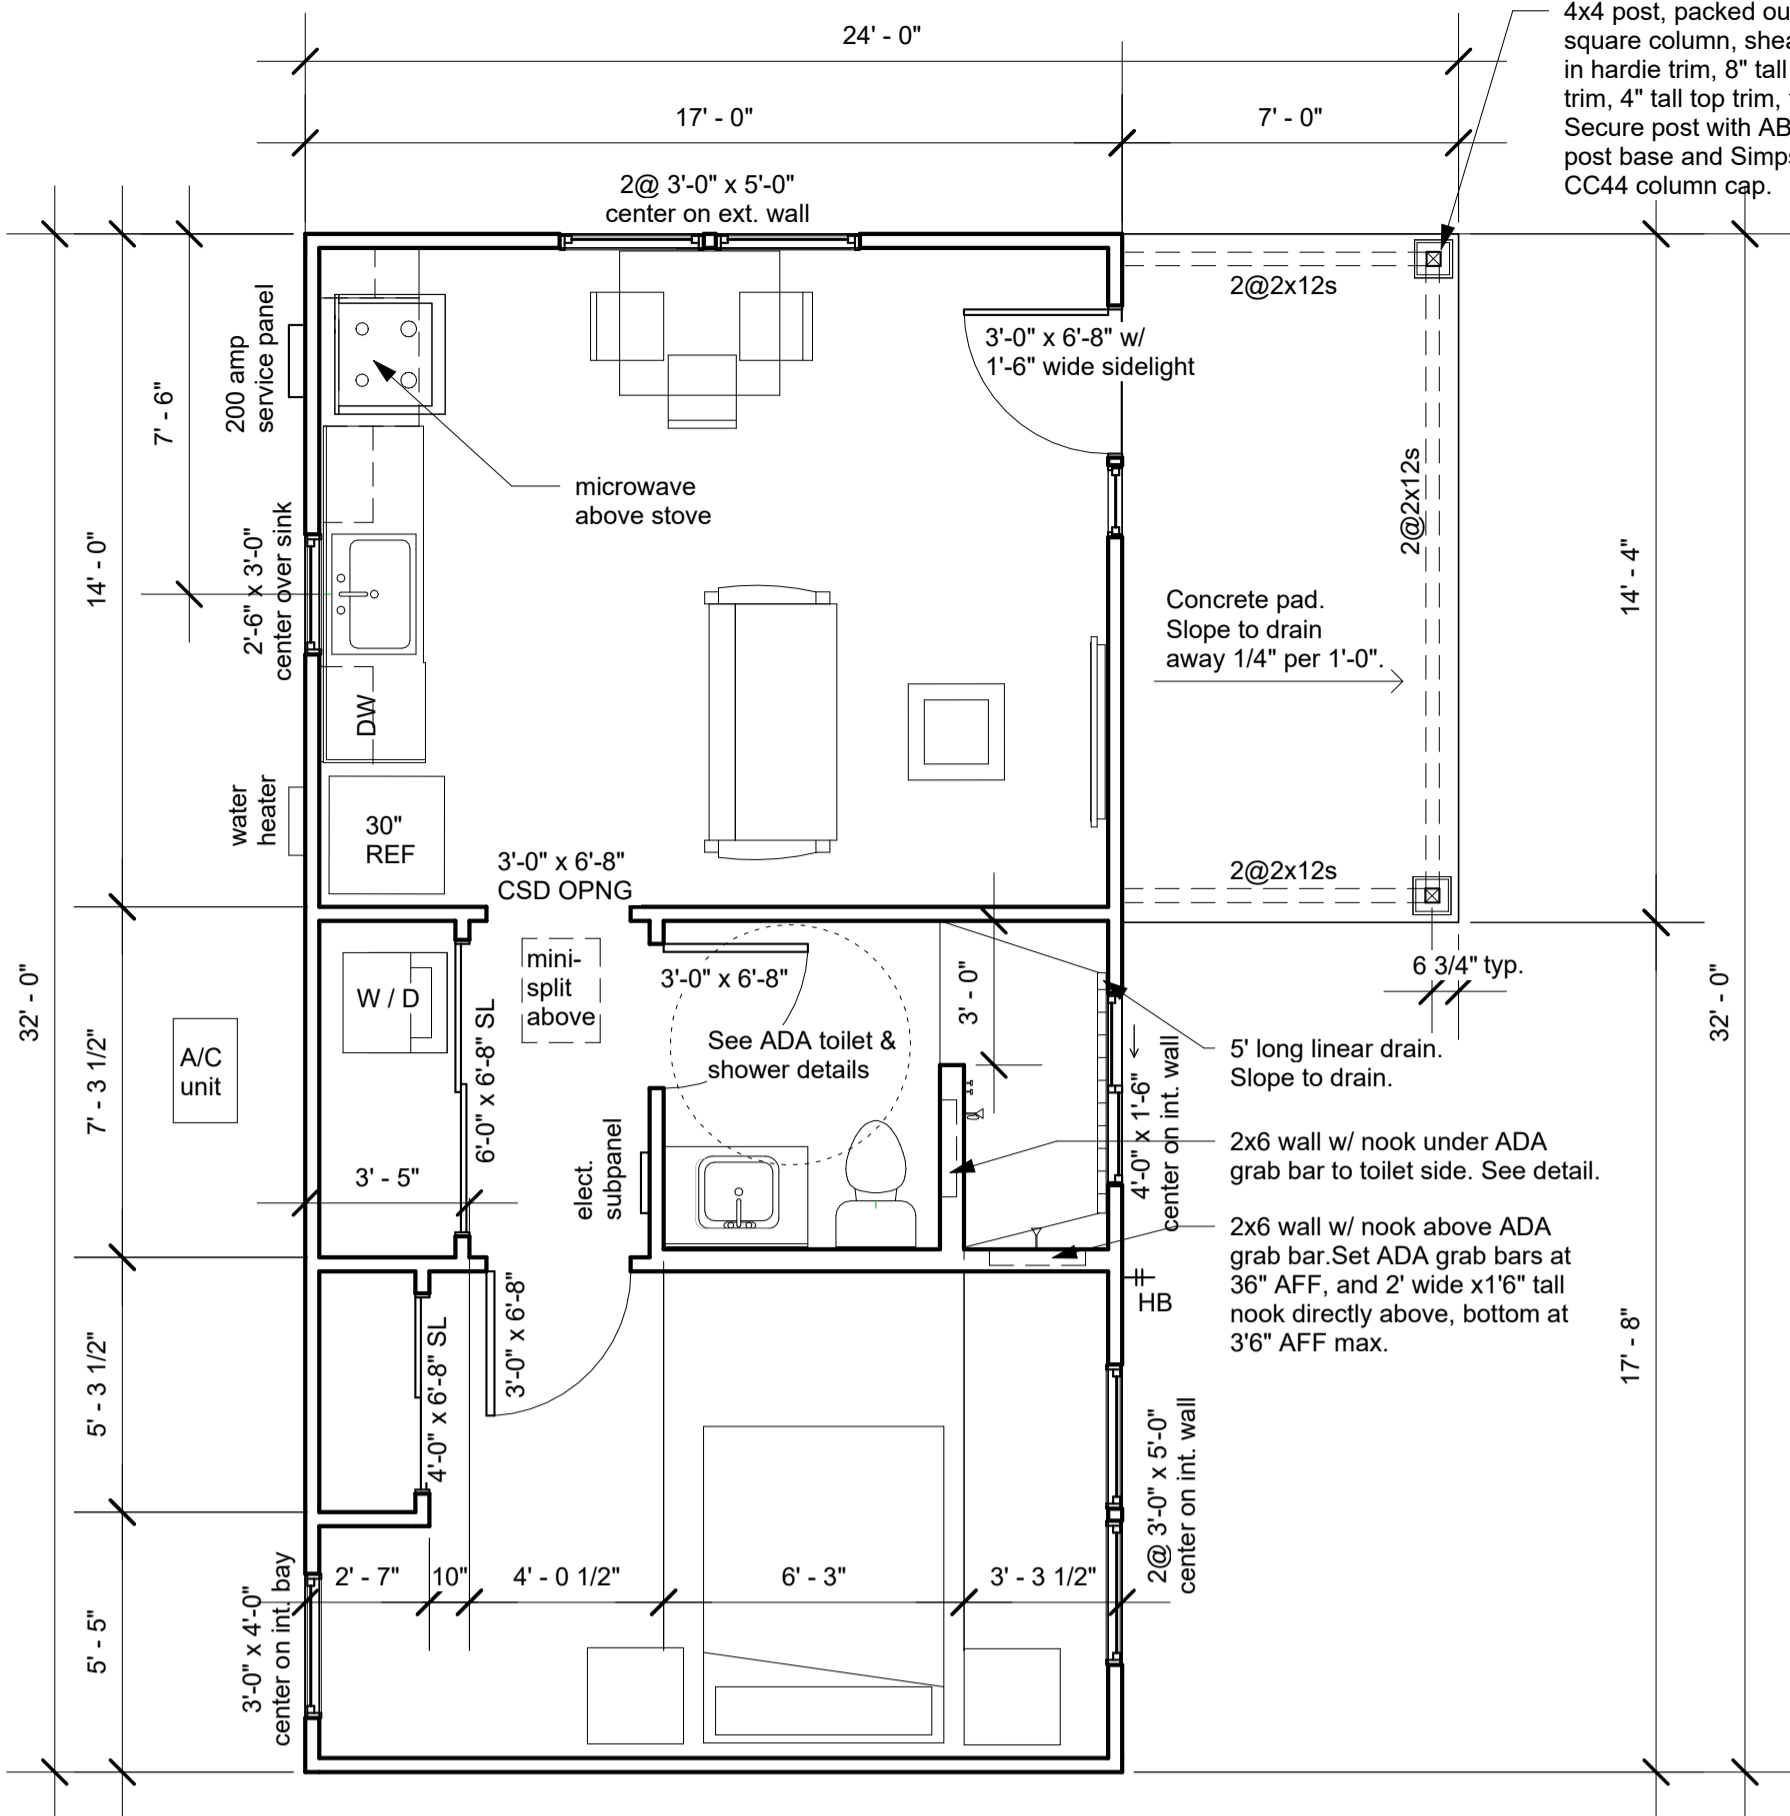 24' - 0"
17' - 0"
7' - 0"
4x4 post, packed
square column,
in hardie trim, 8" tall
trim, 4" tall top trim,
Secure post with
post base and
CC44 column cap.
2@ 3'-0" x 5'-0"
center on ext. wall
2@2x12s
200 amp
service panel
3'-0" x 6'-8" w/
1'-6" wide sidelight
7' - 6"
microwave
above stove
2@2x12s
14' - 0"
2'-6" x 3'-0"
center over sink
14' - 4"
Concrete pad.
Slope to drain
away 1/4" per 1'-0".
DW
water
heater
30"
REF
3'-0" x 6'-8"
CSD OPNG
2@2x12s
32' - 0"
7' - 3 1/2"
A/C
unit
W / D
6'-0" x 6'-8" SL
mini-
split
above
3'-0" x 6'-8"
3' - 0"
6 3/4" typ.
32' - 0"
See ADA toilet &
shower details
5' long linear drain.
Slope to drain.
4'-0" x 1'-6"
center on int. wall
3' - 5"
elect.
subpanel
2x6 wall w/ nook under ADA
grab bar to toilet side. See detail.
2x6 wall w/ nook above ADA
grab bar.Set ADA grab bars at
36" AFF, and 2' wide x1'6" tall
nook directly above, bottom at
3'6" AFF max.
HB
5' - 3 1/2"
4'-0" x 6'-8" SL
3'-0" x 6'-8"
17' - 8"
2@ 3'-0" x 5'-0"
center on int. wall
2' - 7"
10"
4' - 0 1/2"
6' - 3"
3' - 3 1/2"
5' - 5"
3'-0" x 4'-0"
center on int. bay